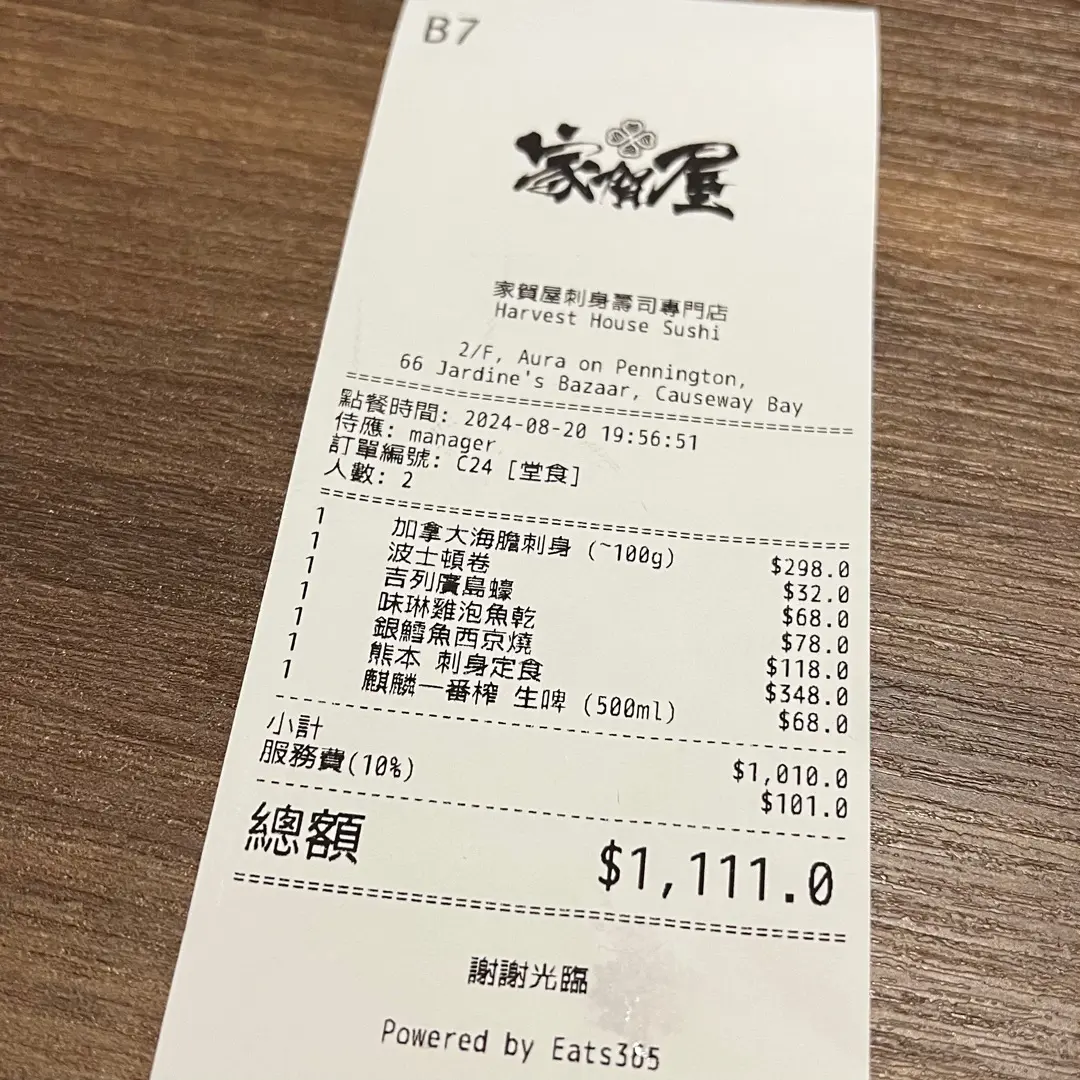 B7
家賀屋
家賀屋刺身壽司專門店
Harvest House Sushi
2/F, Aura on Pennington,
66 Jardine's Bazaar, Causeway Bay
點餐時間: 2024-08-20 19:56:51
侍應: manager
訂單編號: C24 [堂食]
人數: 2
1 加拿大海膽刺身 (~100g) $298.0
1 波士頓卷 $32.0
1 吉列廣島蠔 $68.0
1 味琳雞泡魚乾 $78.0
1 銀鱈魚西京燒 $118.0
1 熊本 刺身定食 $348.0
1 麒麟一番榨 生啤 (500ml) $68.0
小計 $1,010.0
服務費(10%) $101.0
總額 $1,111.0
謝謝光臨
Powered by Eats365